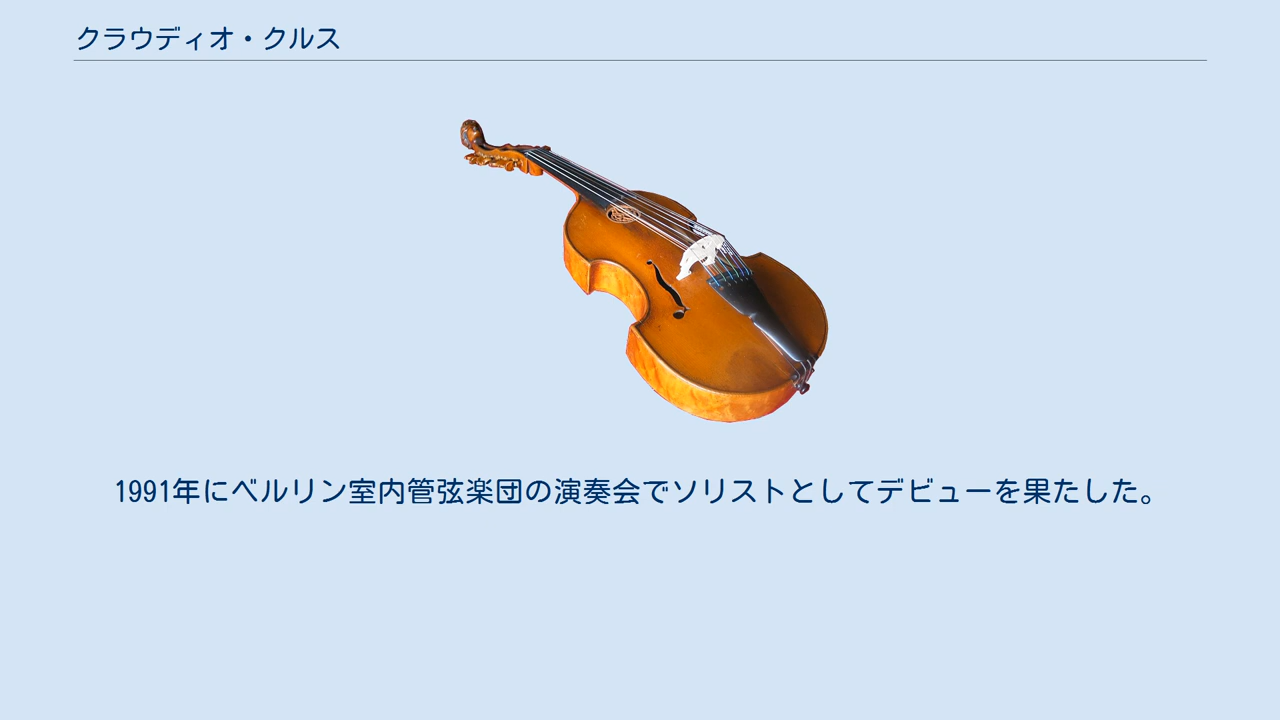 クラウディオ・クルス
1991年にベルリン室内管弦楽団の演奏会でソリストとしてデビューを果たした。